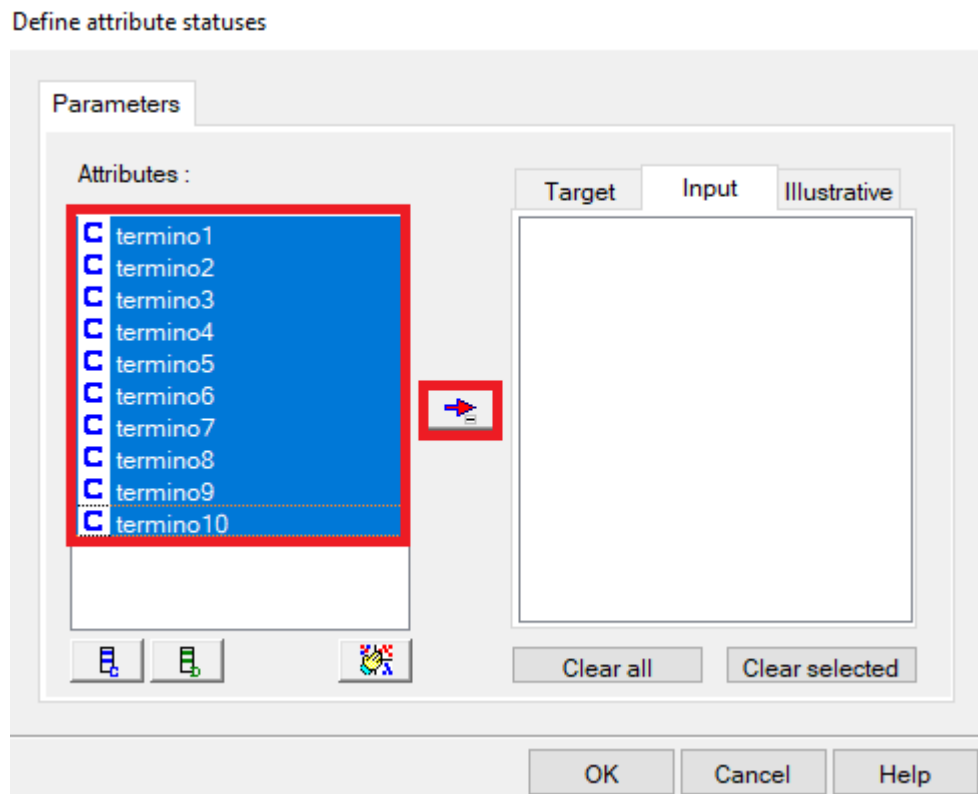 Define attribute statuses
Parameters
Attributes :
Target Input Illustrative
C termino1
C termino2
C termino3
C termino4
C termino5
C termino6
C termino7
C termino8
C termino9
C termino10
C D
Clear all Clear selected
OK Cancel Help